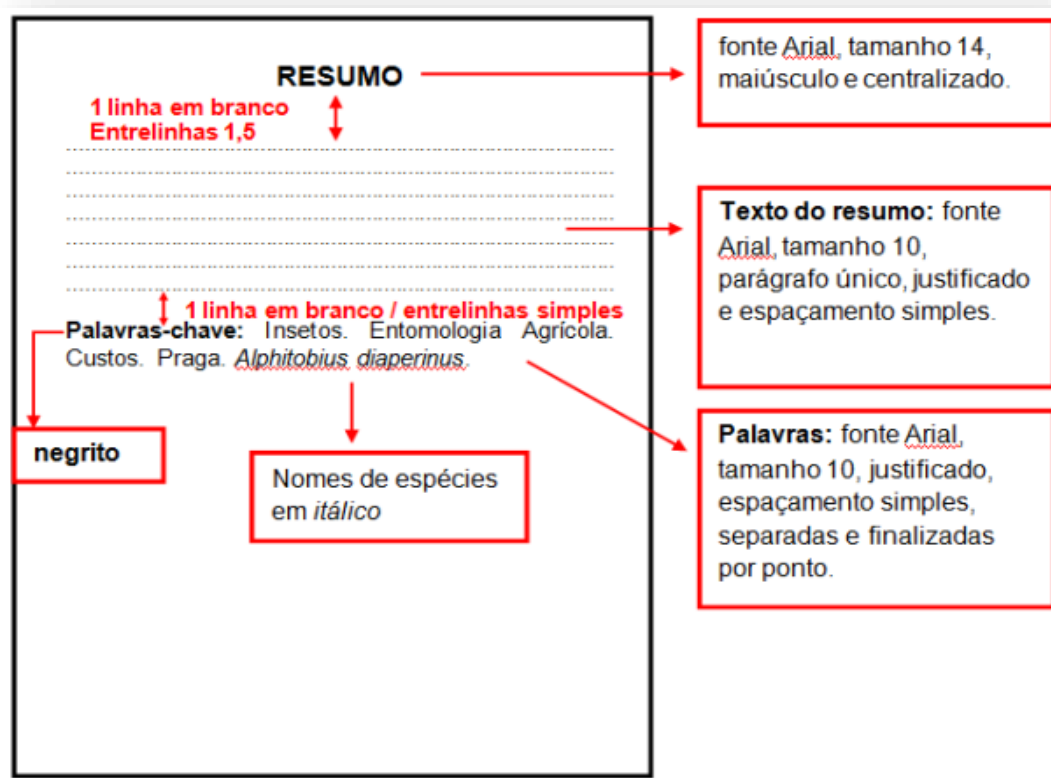 RESUMO
1 linha em branco
Entrelinhas 1,5
1 linha em branco / entrelinhas simples
Palavras-chave: Insetos. Entomologia Agrícola.
Custos. Praga. Alphitobius diaperinus.
negrito
Nomes de espécies
em itálico
fonte Arial, tamanho 14,
maiúsculo e centralizado.
Texto do resumo: fonte
Arial, tamanho 10,
parágrafo único, justificado
e espaçamento simples.
Palavras: fonte Arial,
tamanho 10, justificado,
espaçamento simples,
separadas e finalizadas
por ponto.